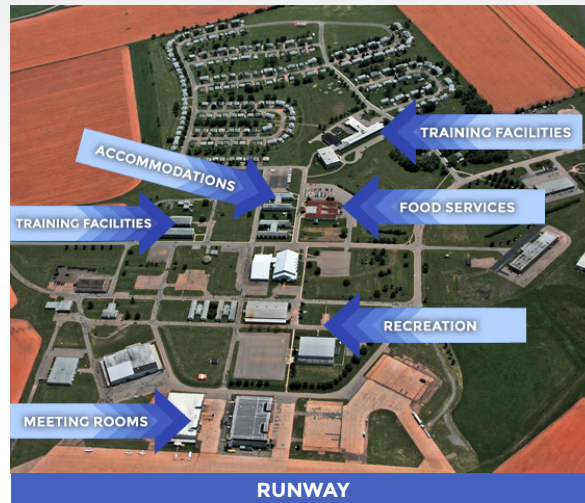 TRAINING FACILITIES
ACCOMMODATIONS
FOOD SERVICES
TRAINING FACILITIES
RECREATION
MEETING ROOMS
RUNWAY